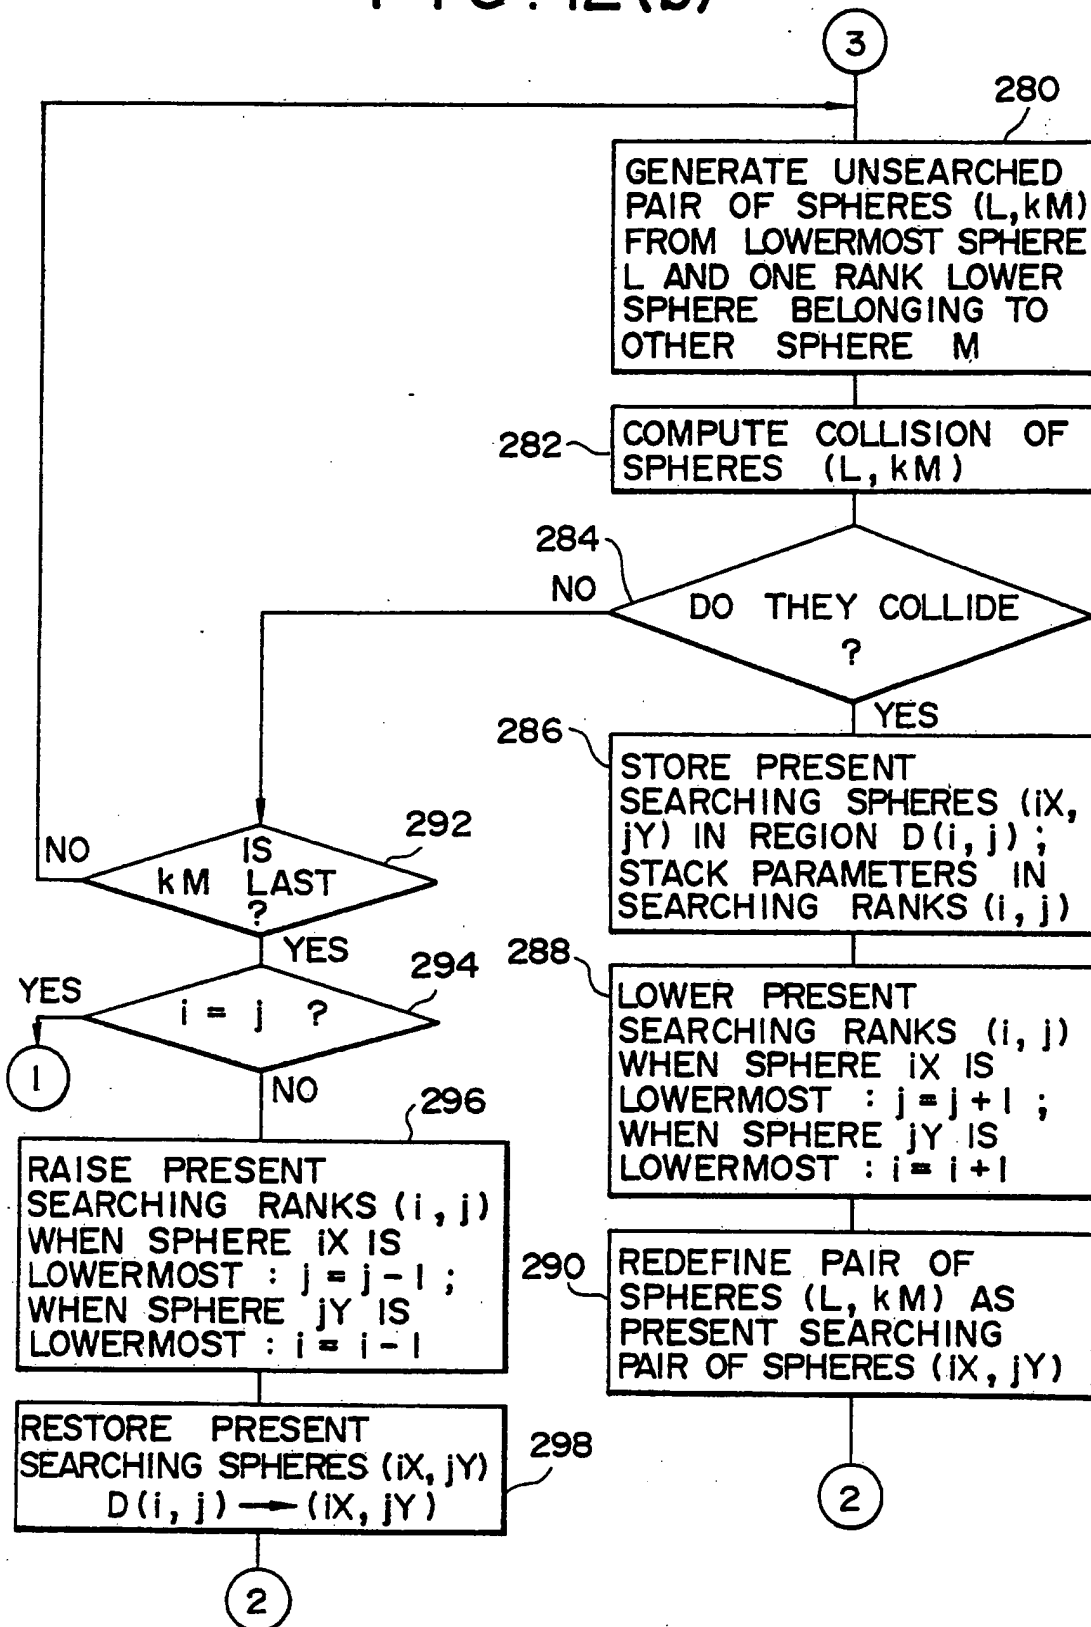 FIG. 12(b)
3
280
GENERATE UNSEARCHED
PAIR OF SPHERES (L,kM)
FROM LOWERMOST SPHERE
L AND ONE RANK LOWER
SPHERE BELONGING TO
OTHER SPHERE M
282
COMPUTE COLLISION OF
SPHERES (L,kM)
284
NO
DO THEY COLLIDE
?
YES
286
STORE PRESENT
SEARCHING SPHERES (iX,
jY) IN REGION D(i,j);
STACK PARAMETERS IN
SEARCHING RANKS (i,j)
288
LOWER PRESENT
SEARCHING RANKS (i,j)
WHEN SPHERE iX IS
LOWERMOST : j=j+1 ;
WHEN SPHERE jY IS
LOWERMOST : i=i+1
290
REDEFINE PAIR OF
SPHERES (L,kM) AS
PRESENT SEARCHING
PAIR OF SPHERES (iX,jY)
2
292
NO
IS
kM LAST
?
YES
294
YES
i = j ?
1
NO
296
RAISE PRESENT
SEARCHING RANKS (i,j)
WHEN SPHERE iX IS
LOWERMOST : j=j-1 ;
WHEN SPHERE jY IS
LOWERMOST : i=i-1
298
RESTORE PRESENT
SEARCHING SPHERES (iX,jY)
D(i,j) → (iX,jY)
2